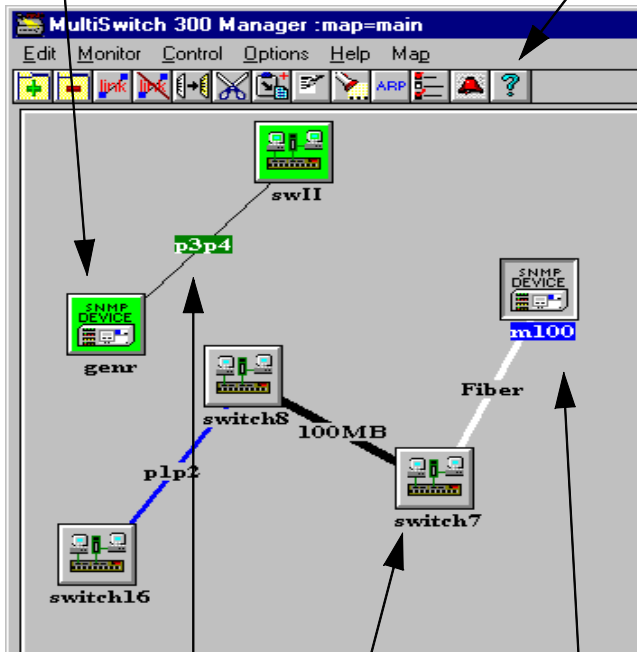 MultiSwitch 300 Manager :map=main
Edit Monitor Control Options Help Map
link link ARP ?
swII
p3p4
SNMP DEVICE
genr
SNMP DEVICE
m100
switch8
Fiber
100MB
p1p2
switch7
switch16